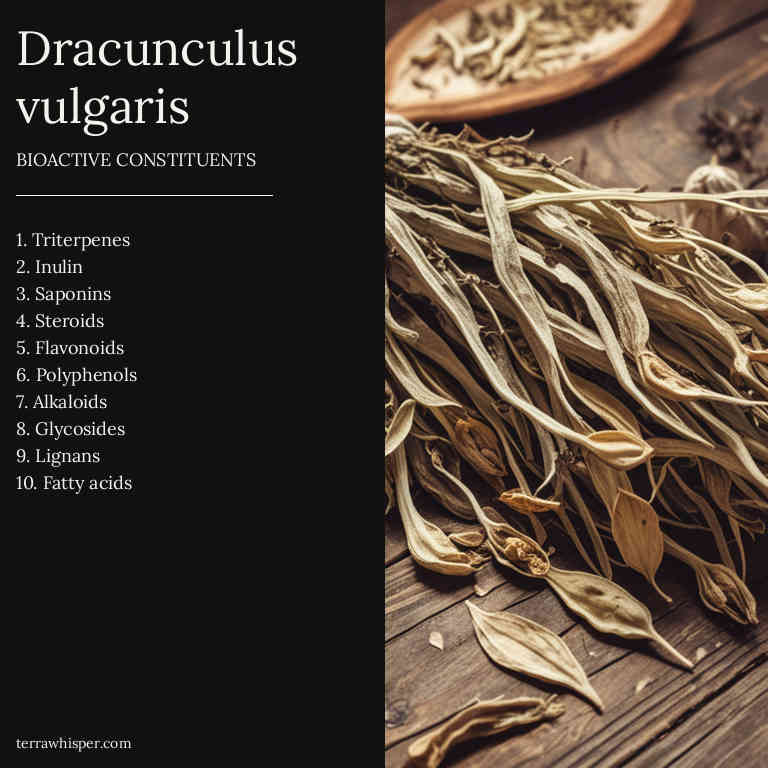 Dracunculus
vulgaris
BIOACTIVE CONSTITUENTS
1. Triterpenes
2. Inulin
3. Saponins
4. Steroids
5. Flavonoids
6. Polyphenols
7. Alkaloids
8. Glycosides
9. Lignans
10. Fatty acids
terrawhisper.com